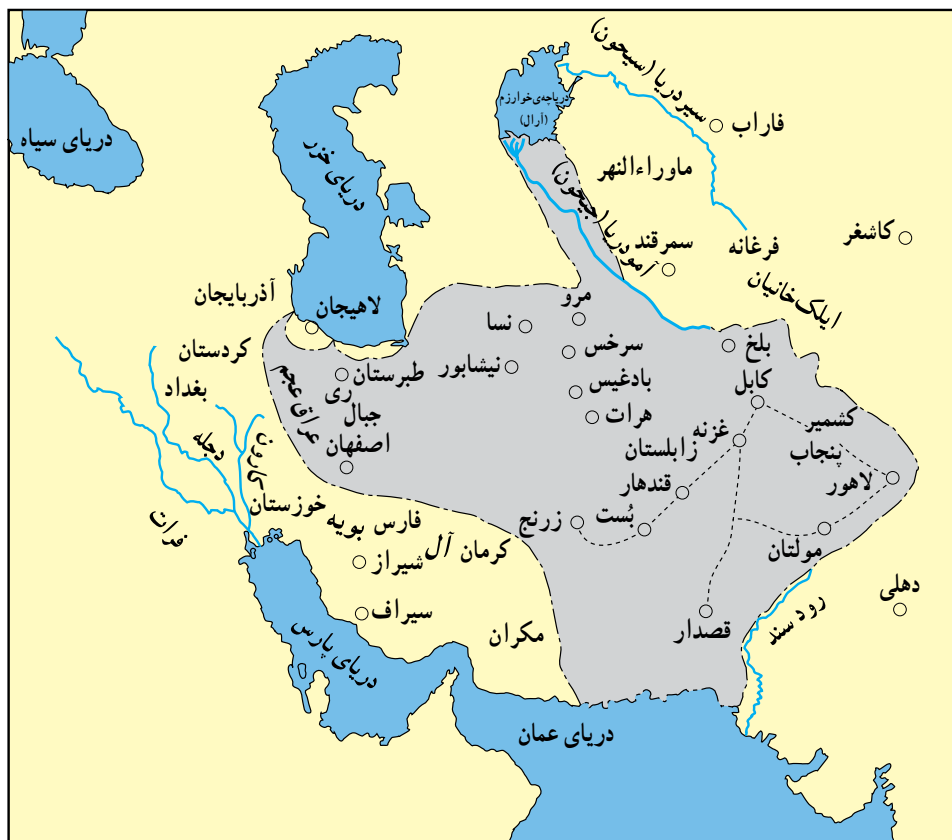 سیردریا (سیحون)
دریاچه‌ی خوارزم
(آرال)
فاراب
دریای سیاه
دریای خزر
ماوراءالنهر
آمودریا (جیحون)
سمرقند
فرغانه
کاشغر
ایلک‌خانیان
آذربایجان
لاهیجان
مرو
نسا
سرخس
بلخ
کردستان
نیشابور
طبرستان
ری
بادغیس
کابل
بغداد
عراق عجم
جبال
هرات
کشمیر
غزنه
زابلستان
پنجاب
اصفهان
دجله
کارون
لاهور
قندهار
خوزستان
فارس
آل بویه
زرنج
بُست
فرات
کرمان
مولتان
شیراز
سیراف
دهلی
رود سند
قصدار
مکران
دریای پارس
دریای عمان